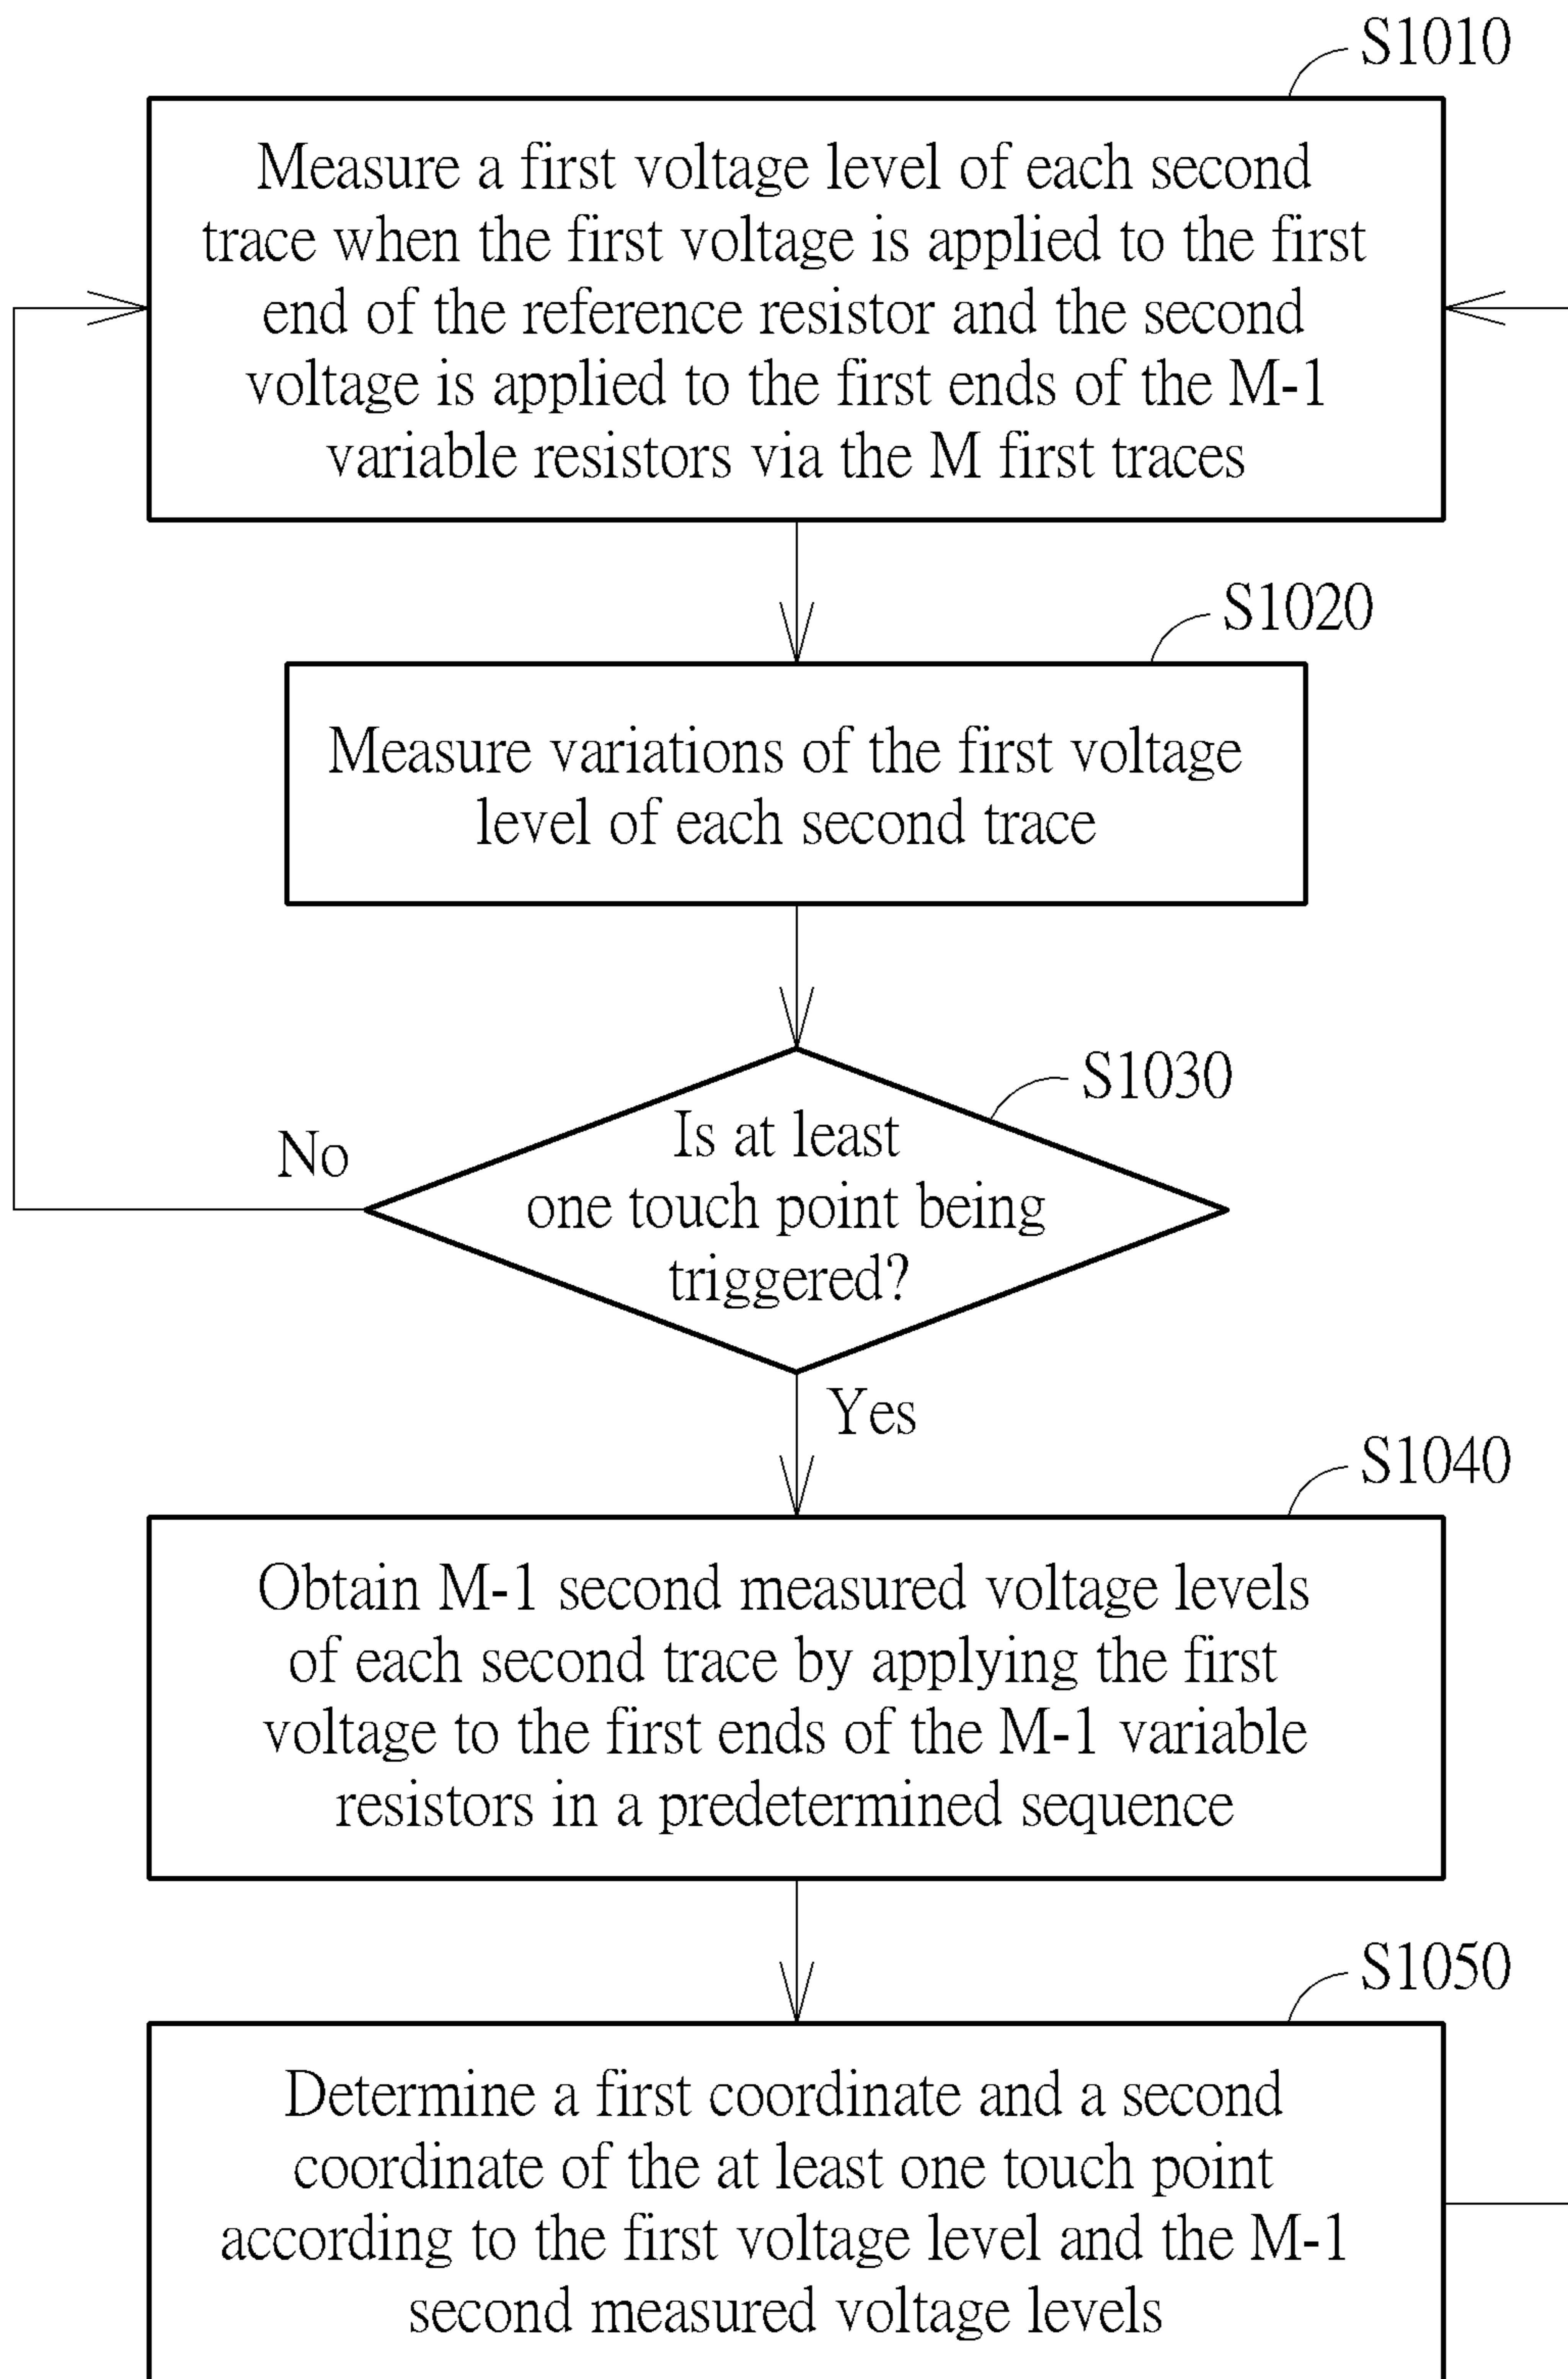 S1010
Measure a first voltage level of each second
trace when the first voltage is applied to the first
end of the reference resistor and the second
voltage is applied to the first ends of the M-1
variable resistors via the M first traces
S1020
Measure variations of the first voltage
level of each second trace
S1030
Is at least
one touch point being
triggered?
No
Yes
S1040
Obtain M-1 second measured voltage levels
of each second trace by applying the first
voltage to the first ends of the M-1 variable
resistors in a predetermined sequence
S1050
Determine a first coordinate and a second
coordinate of the at least one touch point
according to the first voltage level and the M-1
second measured voltage levels